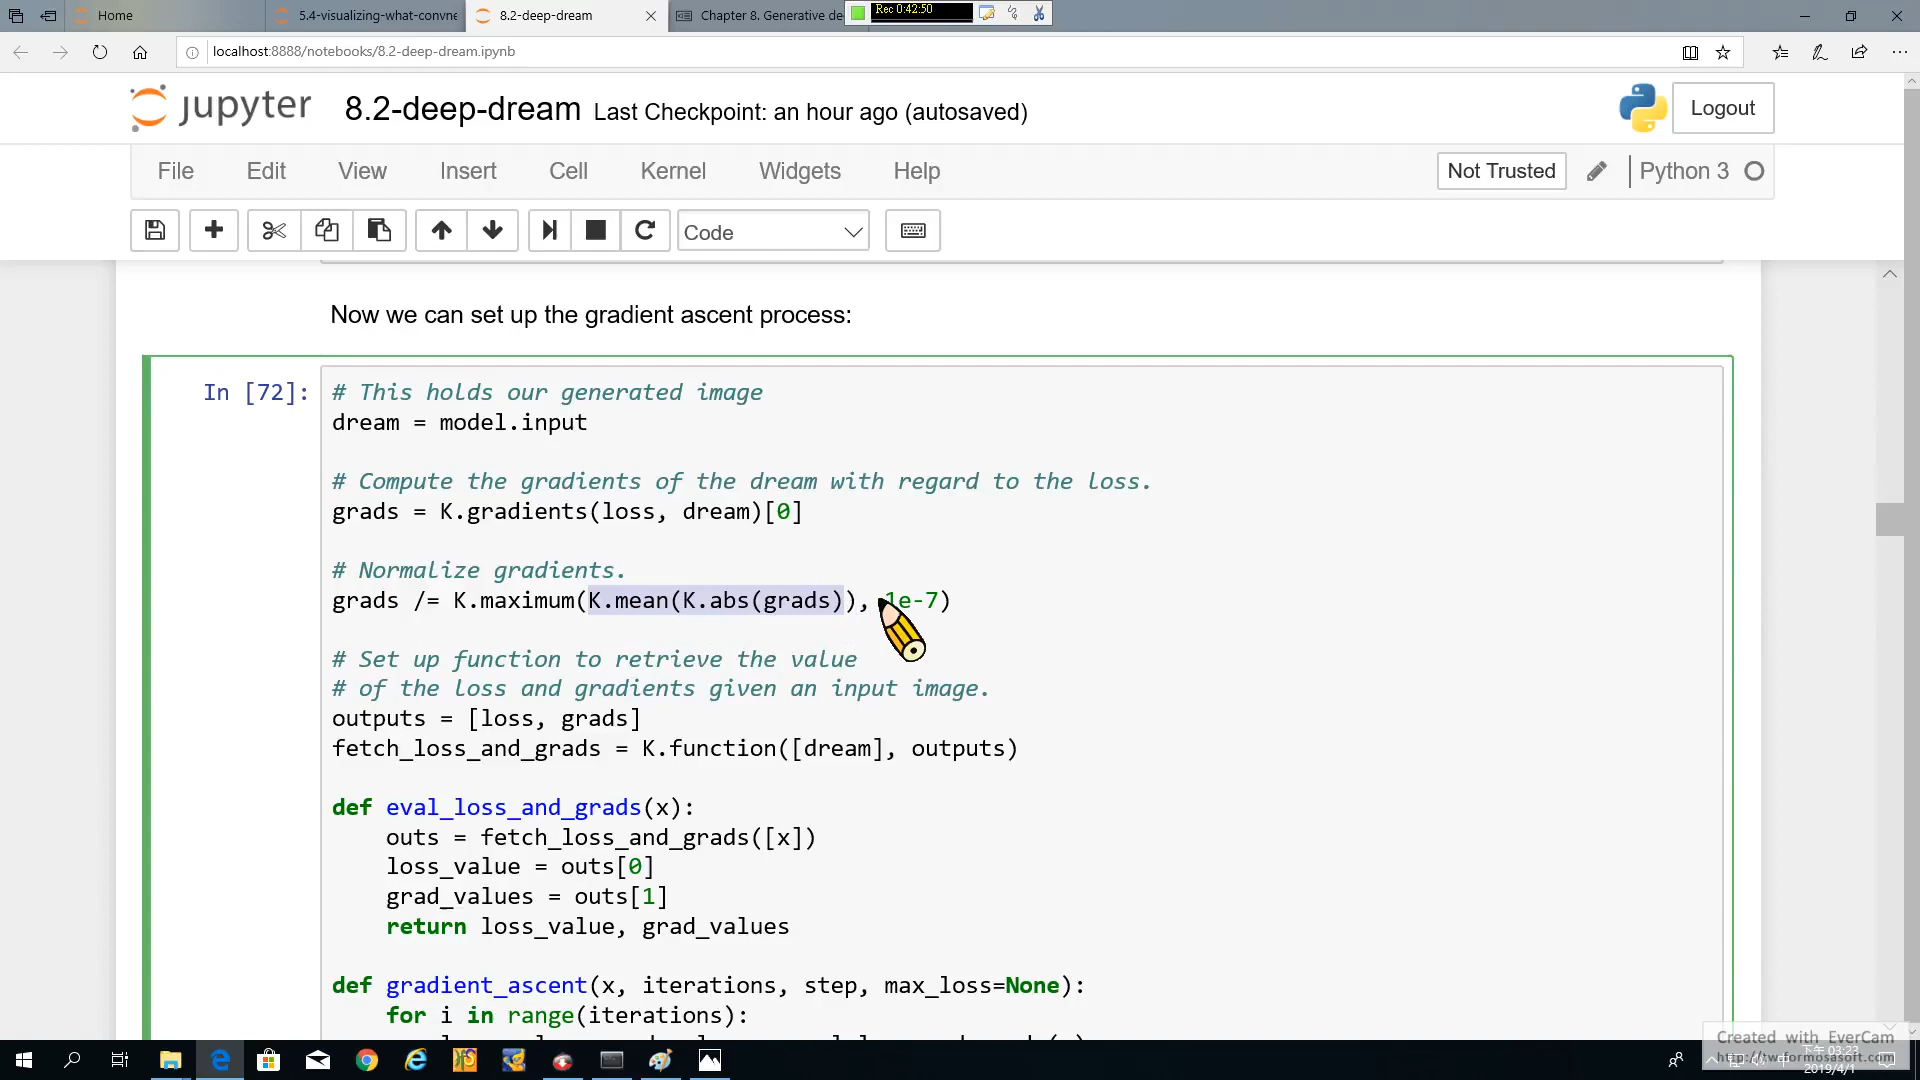 Home
5.4-visualizing-what-convne
8.2-deep-dream
Chapter 8. Generative de
Rec 0:42:50
localhost:8888/notebooks/8.2-deep-dream.ipynb
jupyter
8.2-deep-dream Last Checkpoint: an hour ago (autosaved)
Logout
File Edit View Insert Cell Kernel Widgets Help
Not Trusted
Python 3
Code
Now we can set up the gradient ascent process:
In [72]:
# This holds our generated image
dream = model.input
# Compute the gradients of the dream with regard to the loss.
grads = K.gradients(loss, dream)[0]
# Normalize gradients.
grads /= K.maximum(K.mean(K.abs(grads)), 1e-7)
# Set up function to retrieve the value
# of the loss and gradients given an input image.
outputs = [loss, grads]
fetch_loss_and_grads = K.function([dream], outputs)
def eval_loss_and_grads(x):
outs = fetch_loss_and_grads([x])
loss_value = outs[0]
grad_values = outs[1]
return loss_value, grad_values
def gradient_ascent(x, iterations, step, max_loss=None):
for i in range(iterations):
Created with EverCam
http://tw.formosasoft.com
下午 03:23
2019/4/1